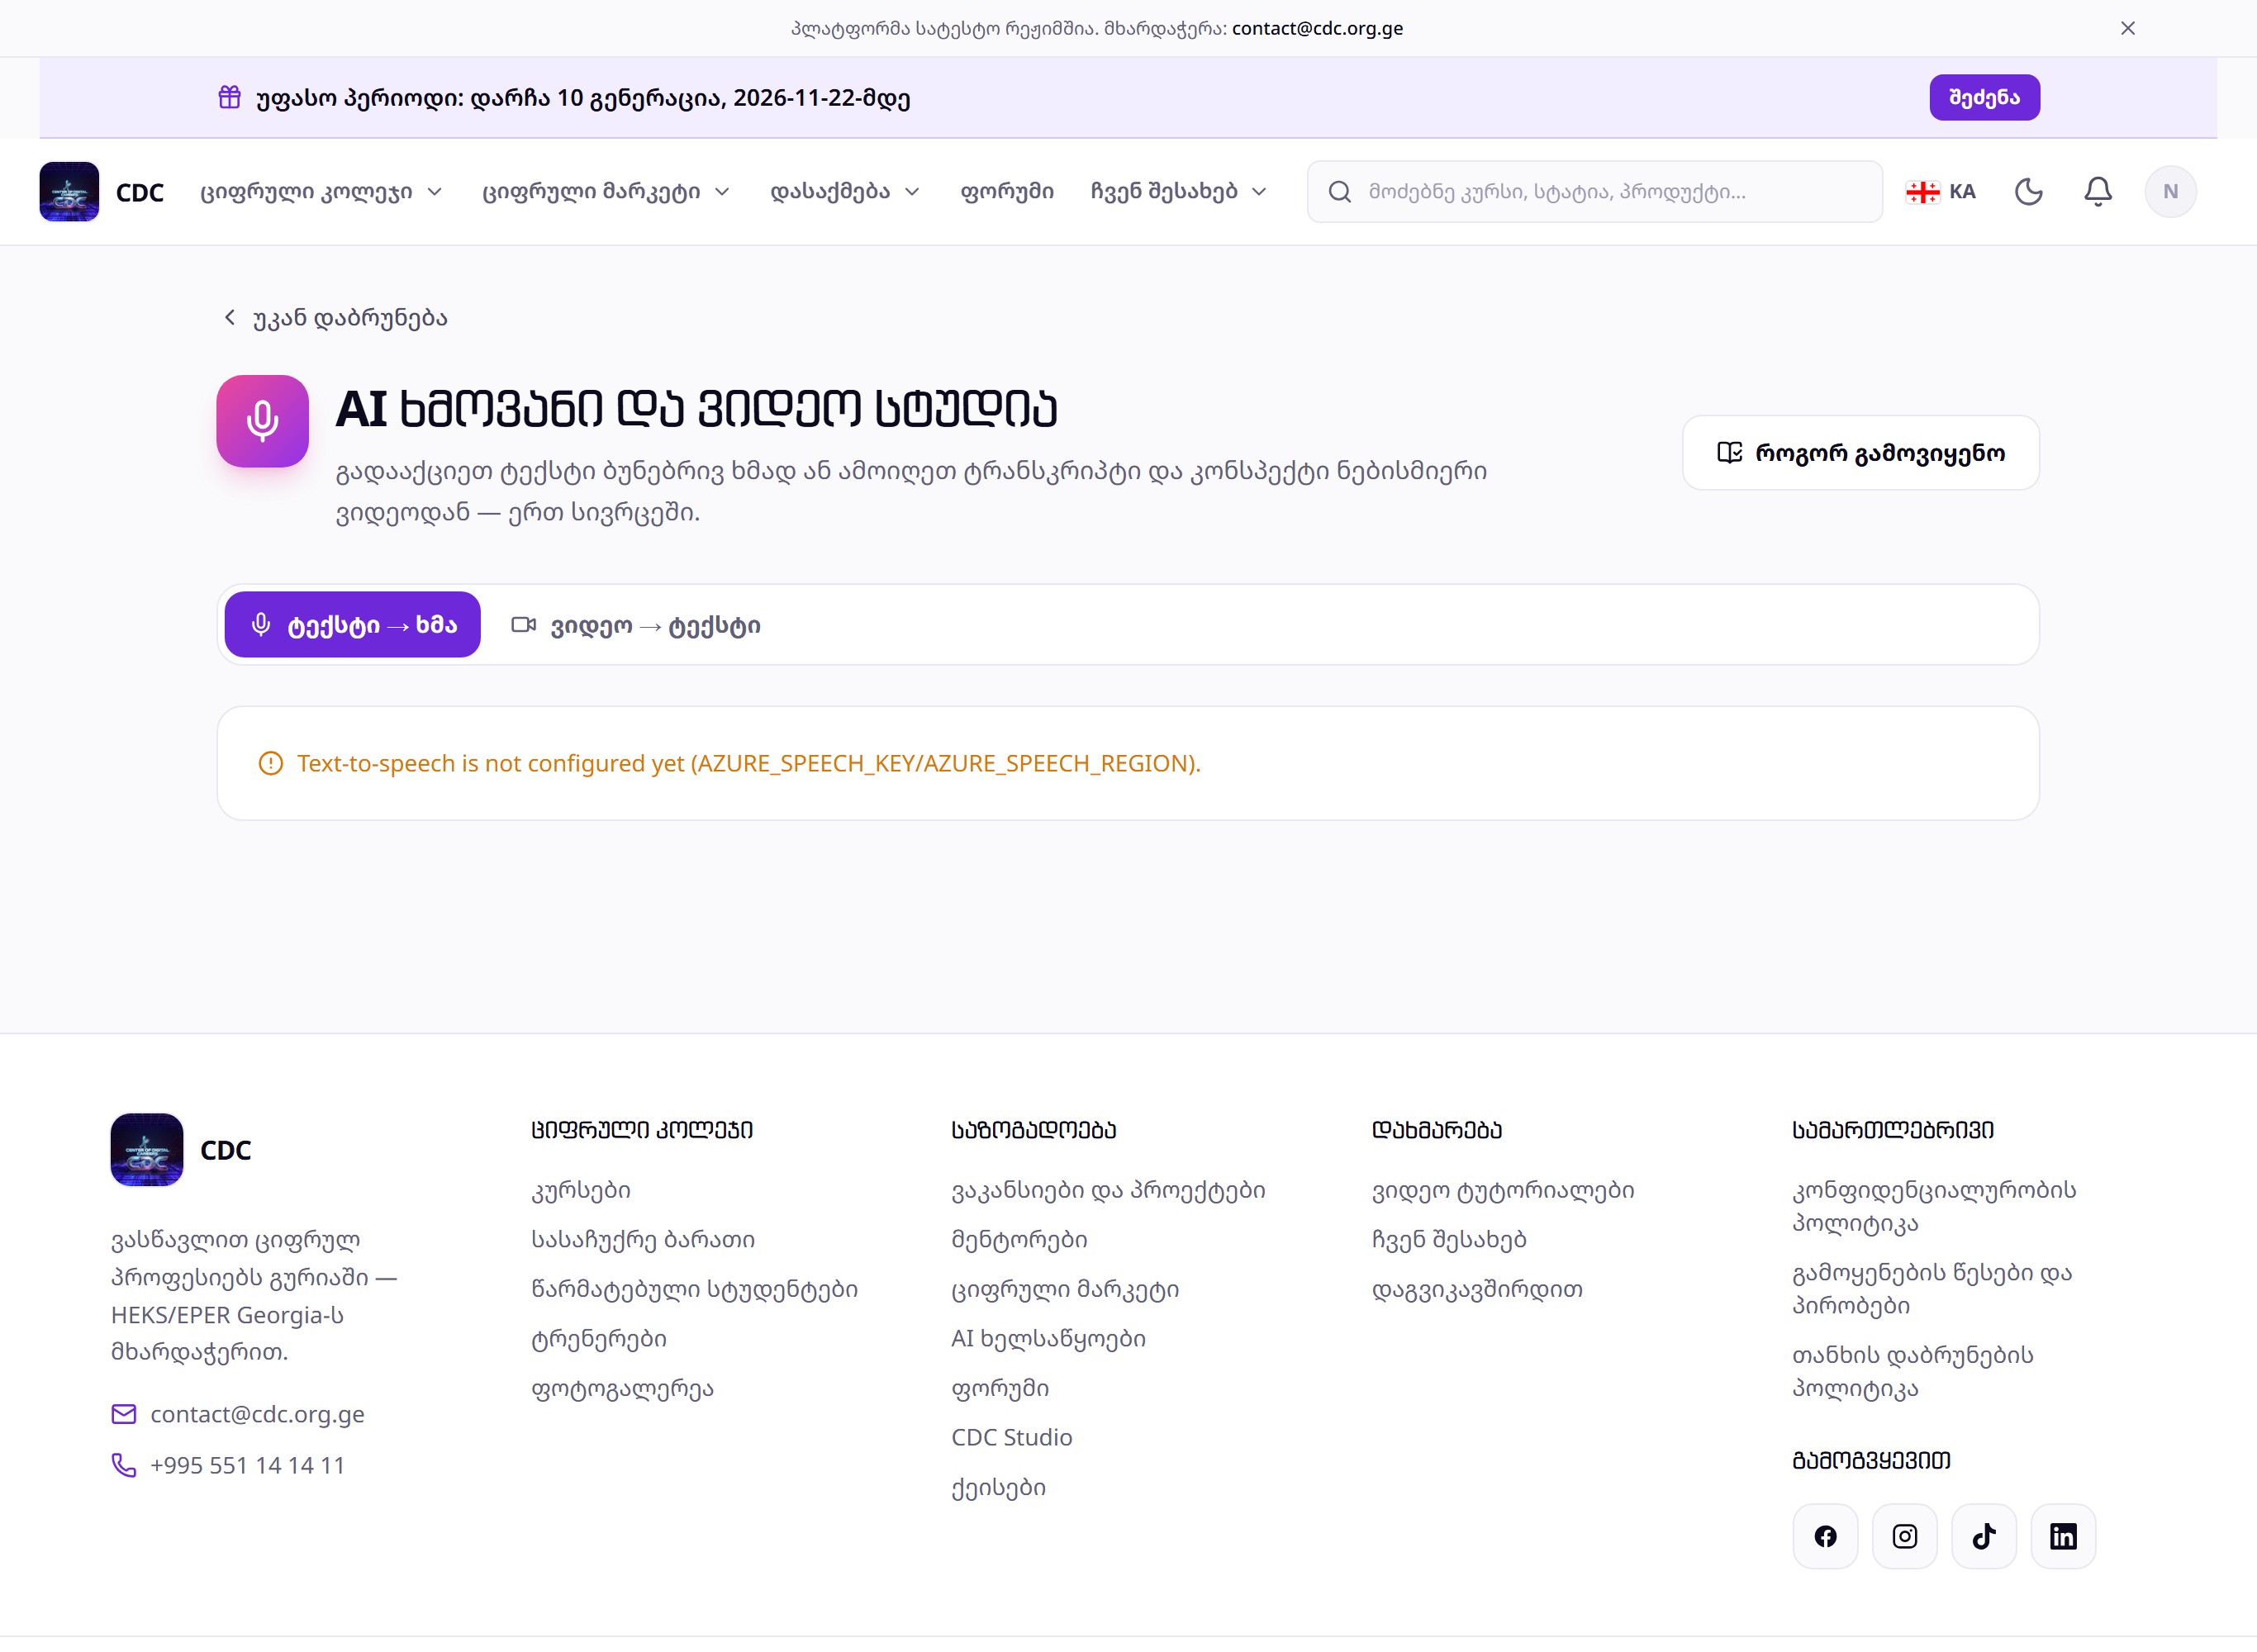 პლატფორმა სატესტო რეჟიმშია. მხარდაჭერა: contact@cdc.org.ge
უფასო პერიოდი: დარჩა 10 გენერაცია, 2026-11-22-მდე
შეძენა
CDC
ციფრული კოლეჯი
ციფრული მარკეტი
დასაქმება
ფორუმი
ჩვენ შესახებ
მოძებნე კურსი, სტატია, პროდუქტი...
KA
N
უკან დაბრუნება
AI ხმოვანი და ვიდეო სტუდია
გადააქციეთ ტექსტი ბუნებრივ ხმად ან ამოიღეთ ტრანსკრიპტი და კონსპექტი ნებისმიერი
ვიდეოდან — ერთ სივრცეში.
როგორ გამოვიყენო
ტექსტი → ხმა
ვიდეო → ტექსტი
Text-to-speech is not configured yet (AZURE_SPEECH_KEY/AZURE_SPEECH_REGION).
CENTER OF DIGITAL
CAREERS
CDC
CDC
ვასწავლით ციფრულ
პროფესიებს გურიაში —
HEKS/EPER Georgia-ს
მხარდაჭერით.
contact@cdc.org.ge
+995 551 14 14 11
ციფრული კოლეჯი
კურსები
სასაჩუქრე ბარათი
წარმატებული სტუდენტები
ტრენერები
ფოტოგალერეა
საზოგადოება
ვაკანსიები და პროექტები
მენტორები
ციფრული მარკეტი
AI ხელსაწყოები
ფორუმი
CDC Studio
ქეისები
დახმარება
ვიდეო ტუტორიალები
ჩვენ შესახებ
დაგვიკავშირდით
სამართლებრივი
კონფიდენციალურობის
პოლიტიკა
გამოყენების წესები და
პირობები
თანხის დაბრუნების
პოლიტიკა
გამოგვყევით